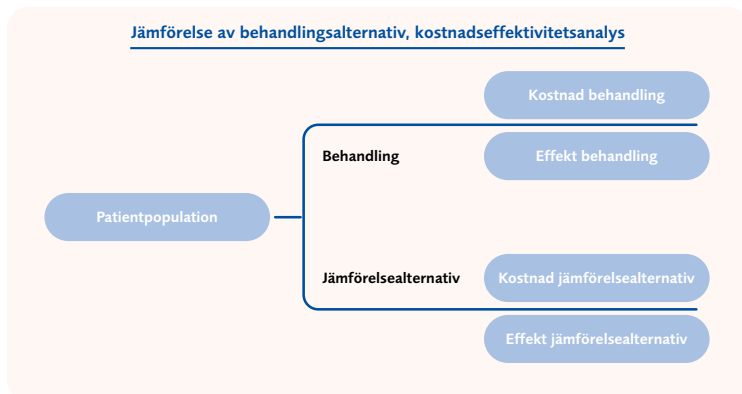 Jämförelse av behandlingsalternativ, kostnadseffektivitetsanalys
Kostnad behandling
Behandling
Effekt behandling
Patientpopulation
Jämförelsealternativ
Kostnad jämförelsealternativ
Effekt jämförelsealternativ